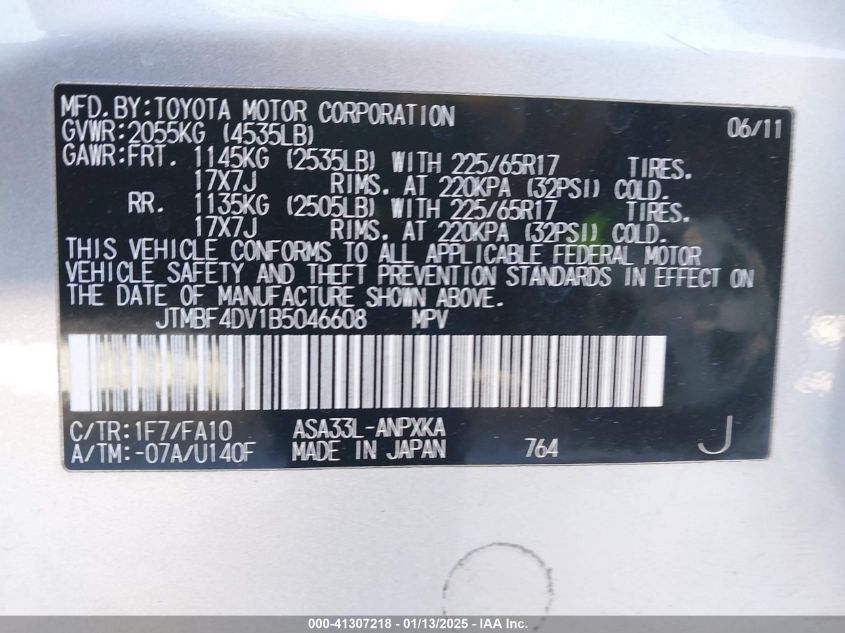 MFD.BY:TOYOTA MOTOR CORPORATION 06/11
GVWR:2055KG (4535LB)
GAWR:FRT. 1145KG (2535LB) WITH 225/65R17 TIRES.
17X7J RIMS. AT 220KPA (32PSI) COLD.
RR. 1135KG (2505LB) WITH 225/65R17 TIRES.
17X7J RIMS. AT 220KPA (32PSI) COLD.
THIS VEHICLE CONFORMS TO ALL APPLICABLE FEDERAL MOTOR
VEHICLE SAFETY AND THEFT PREVENTION STANDARDS IN EFFECT ON
THE DATE OF MANUFACTURE SHOWN ABOVE.
JTMBF4DV1B5046608 MPV
C/TR:1F7/FA10 ASA33L-ANPXKA
A/TM:-07A/U140F MADE IN JAPAN 764 J
000-41307218 - 01/13/2025 - IAA, Inc.